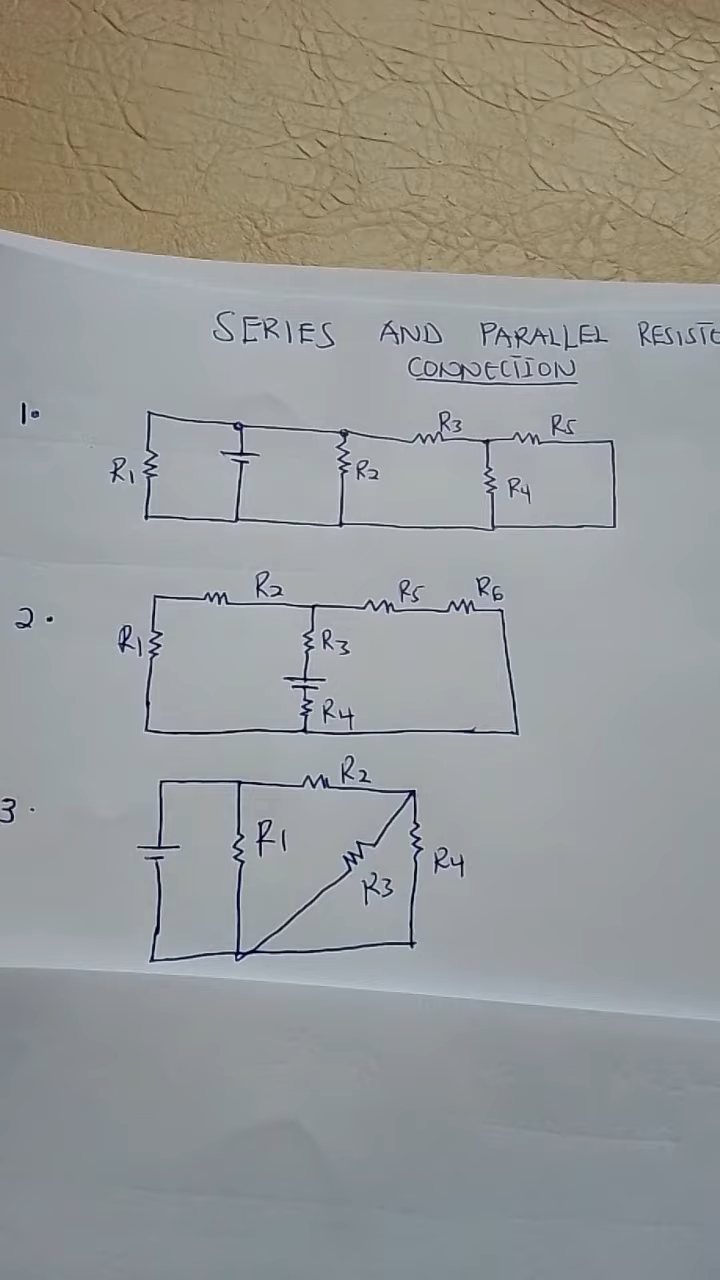 SERIES AND PARALLEL
CONNECTION
1.
R3 R5
R1 R2 R4
2.
R2 R5 R6
R1 R3
R4
3.
R2
R1
R4
R3